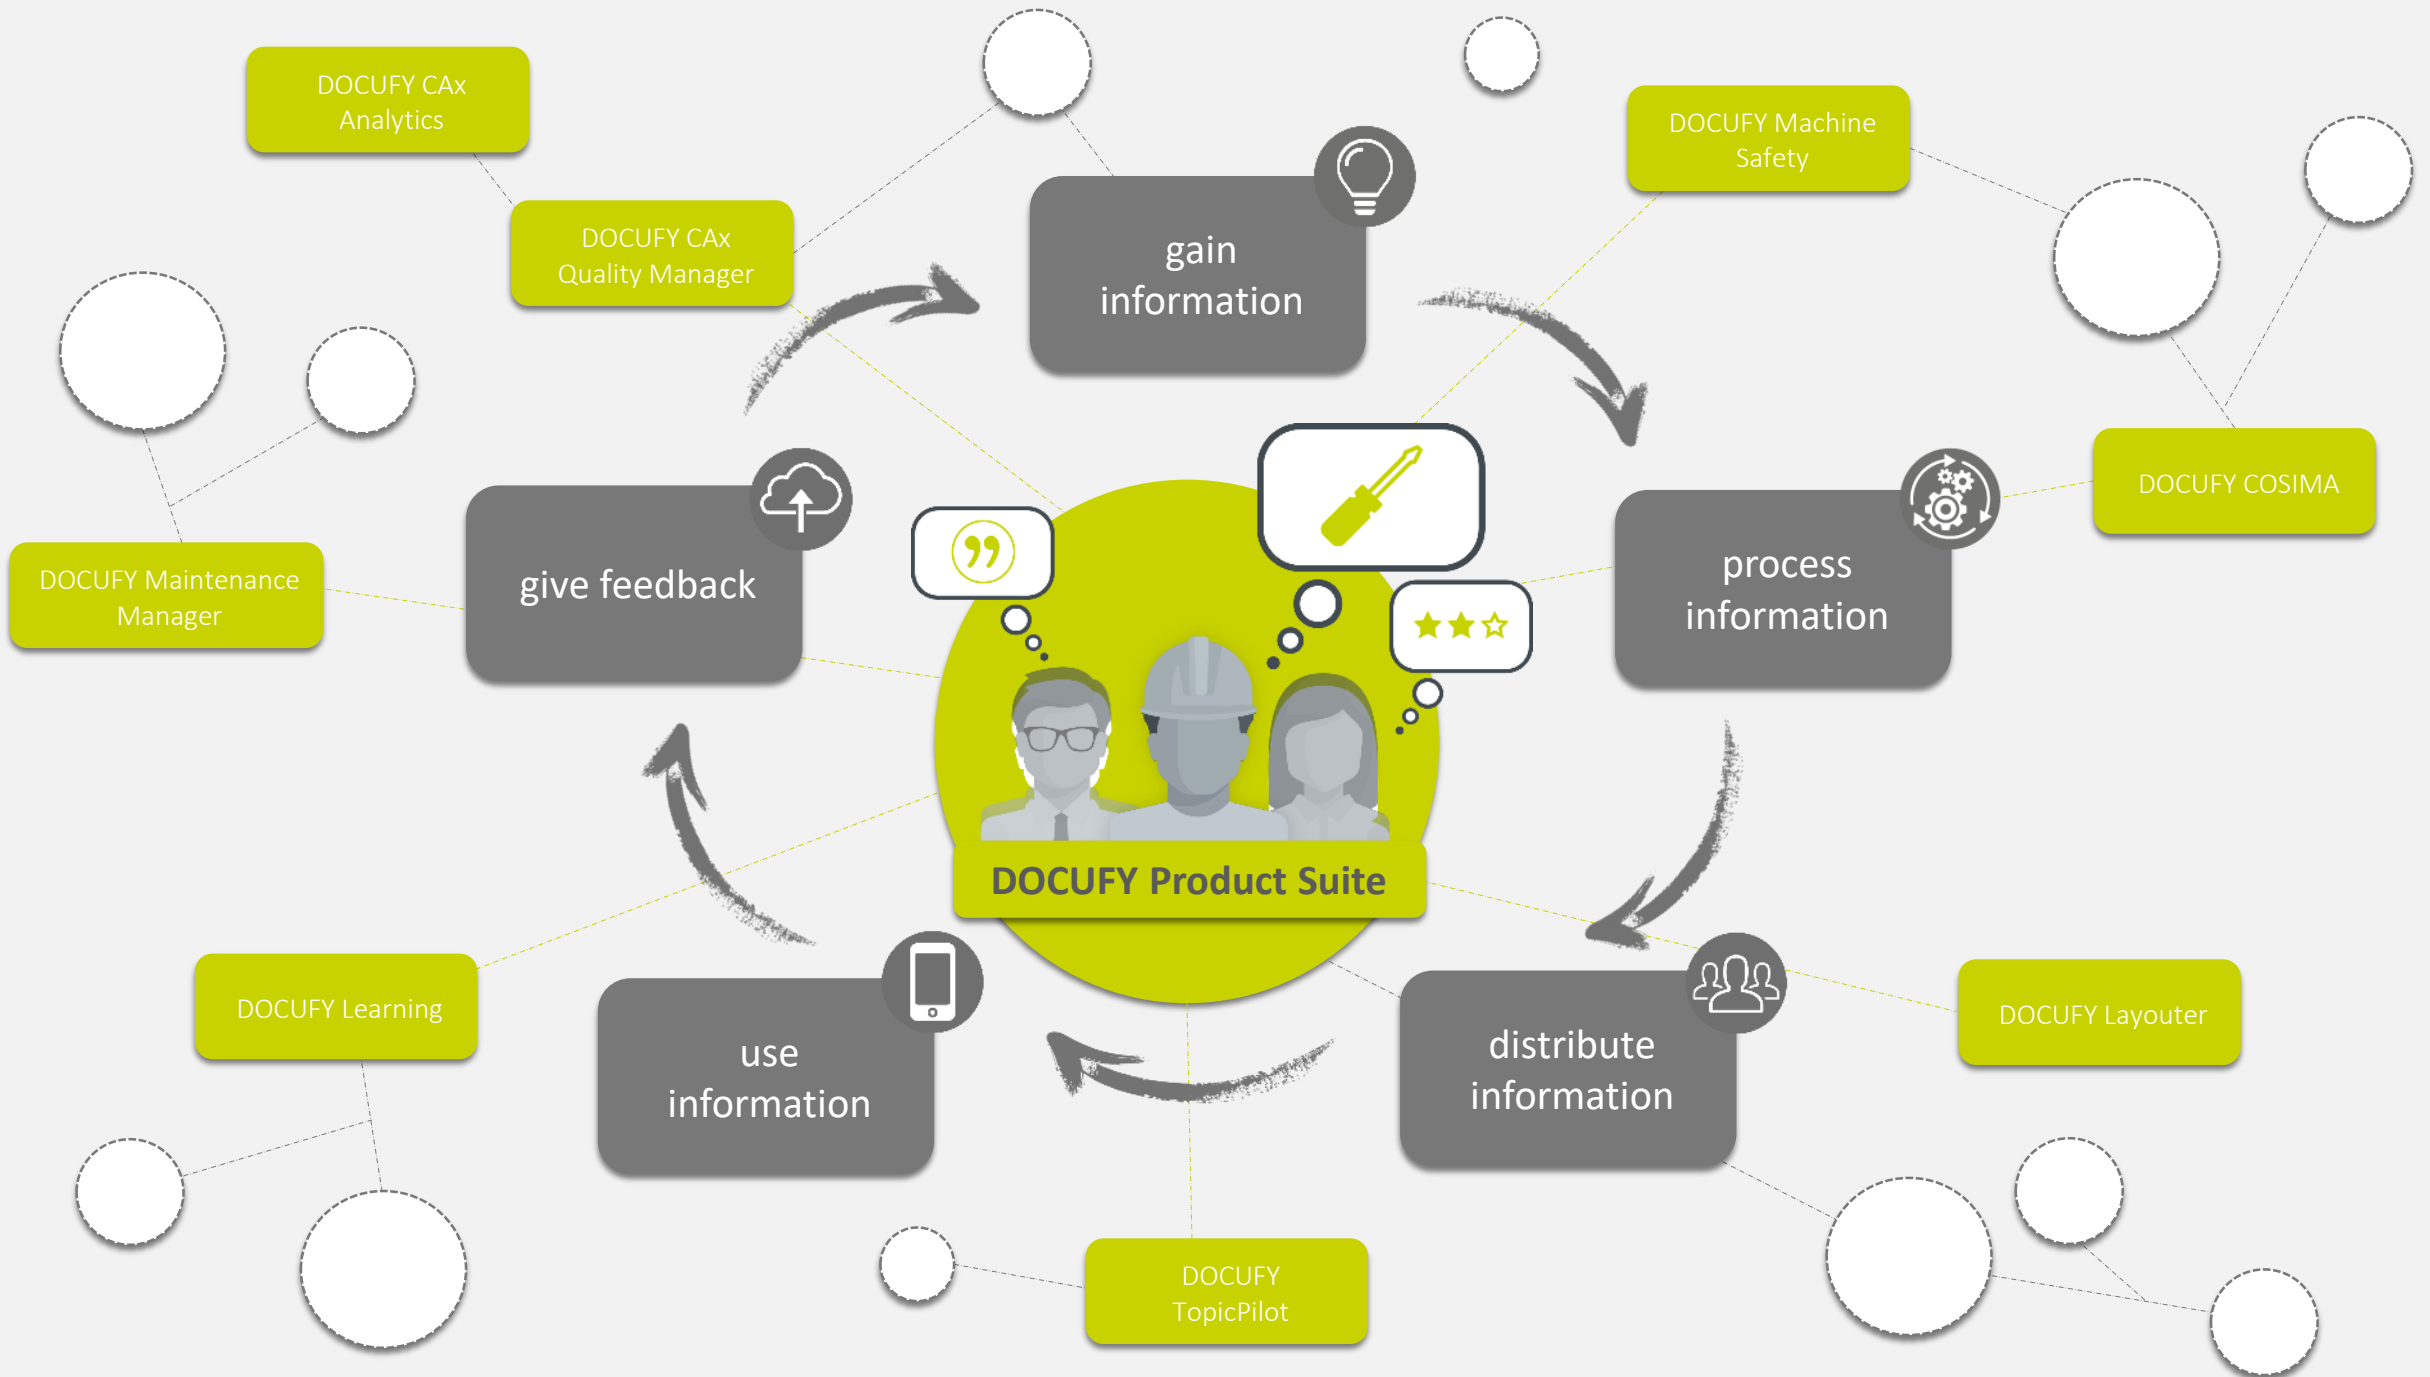 DOCUFY CAx
Analytics
DOCUFY Machine
Safety
DOCUFY CAx
Quality Manager
gain
information
DOCUFY COSIMA
DOCUFY Maintenance
Manager
give feedback
process
information
DOCUFY Product Suite
DOCUFY Learning
DOCUFY Layouter
use
information
distribute
information
DOCUFY
TopicPilot